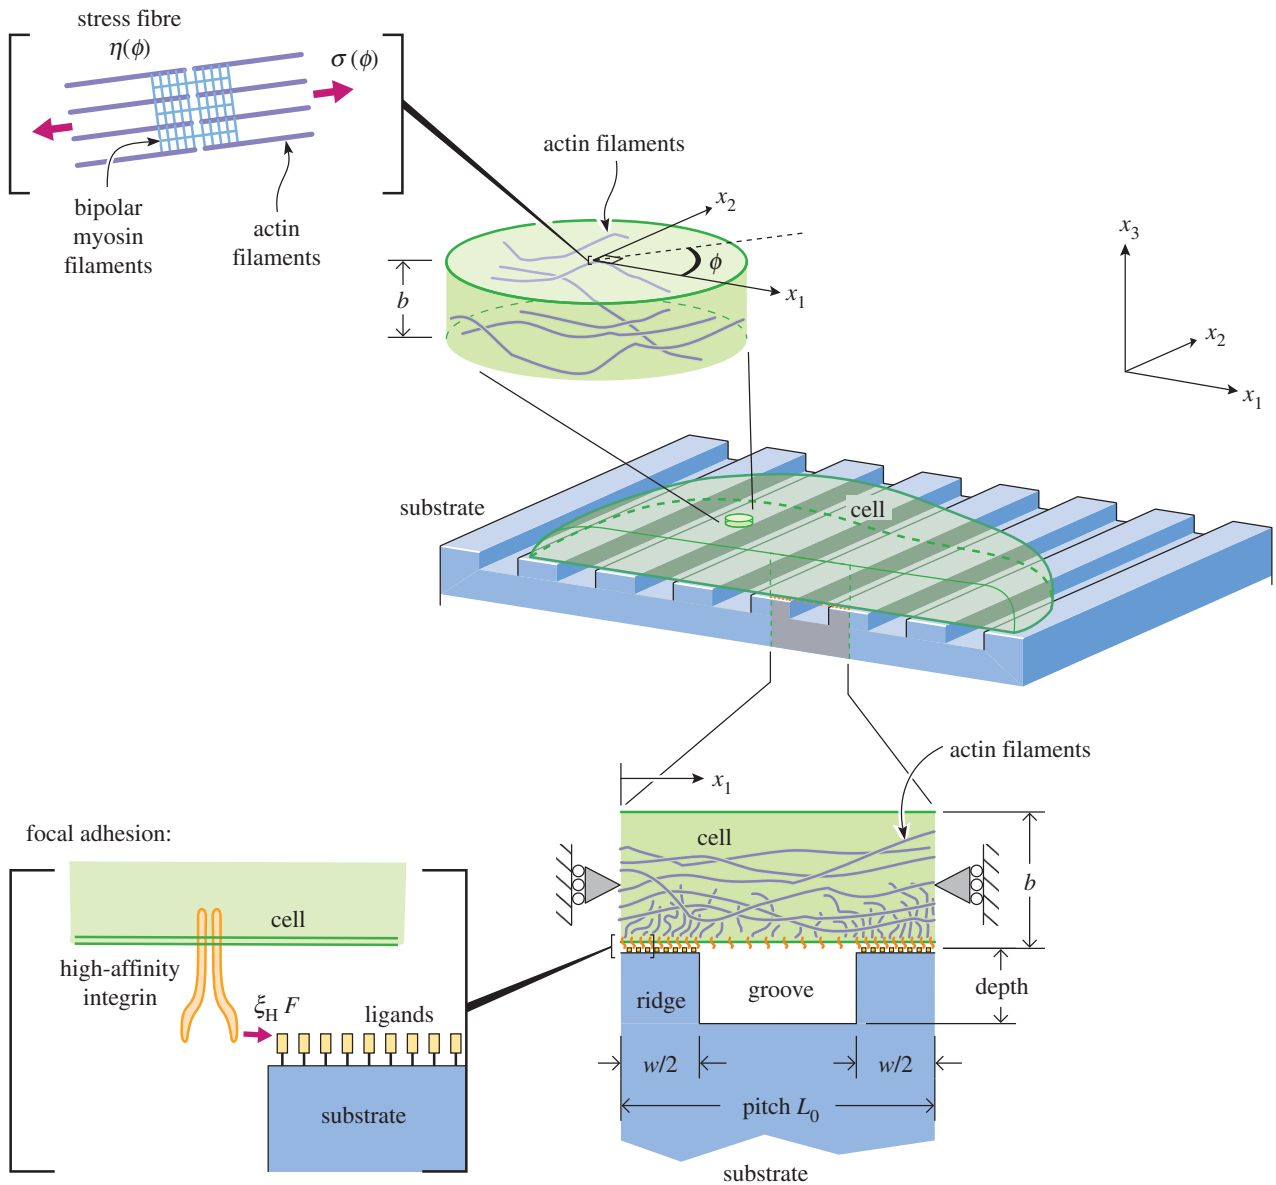 stress fibre
η(ϕ)
σ(ϕ)
bipolar
myosin
filaments
actin
filaments
actin filaments
x2
ϕ
x1
b
x3
x2
x1
substrate
cell
actin filaments
x1
focal adhesion:
cell
b
cell
high-affinity
integrin
ξH F
ligands
substrate
ridge
groove
depth
w/2
w/2
pitch L0
substrate